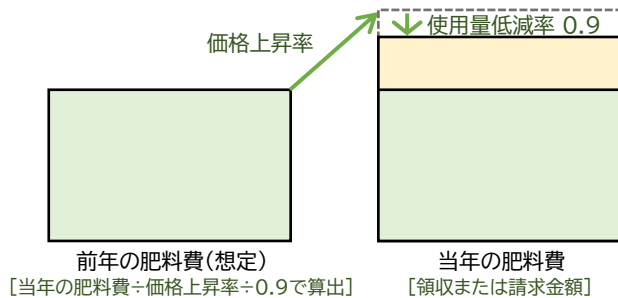 使用量低減率 0.9
価格上昇率
前年の肥料費(想定)
[当年の肥料費÷価格上昇率÷0.9で算出]
当年の肥料費
[領収または請求金額]